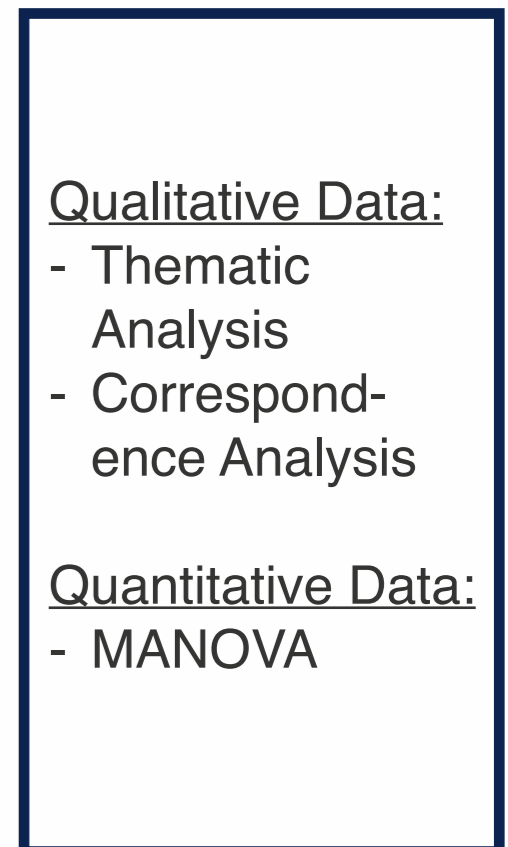 Qualitative Data:
- Thematic
Analysis
- Correspond-
ence Analysis
Quantitative Data:
- MANOVA